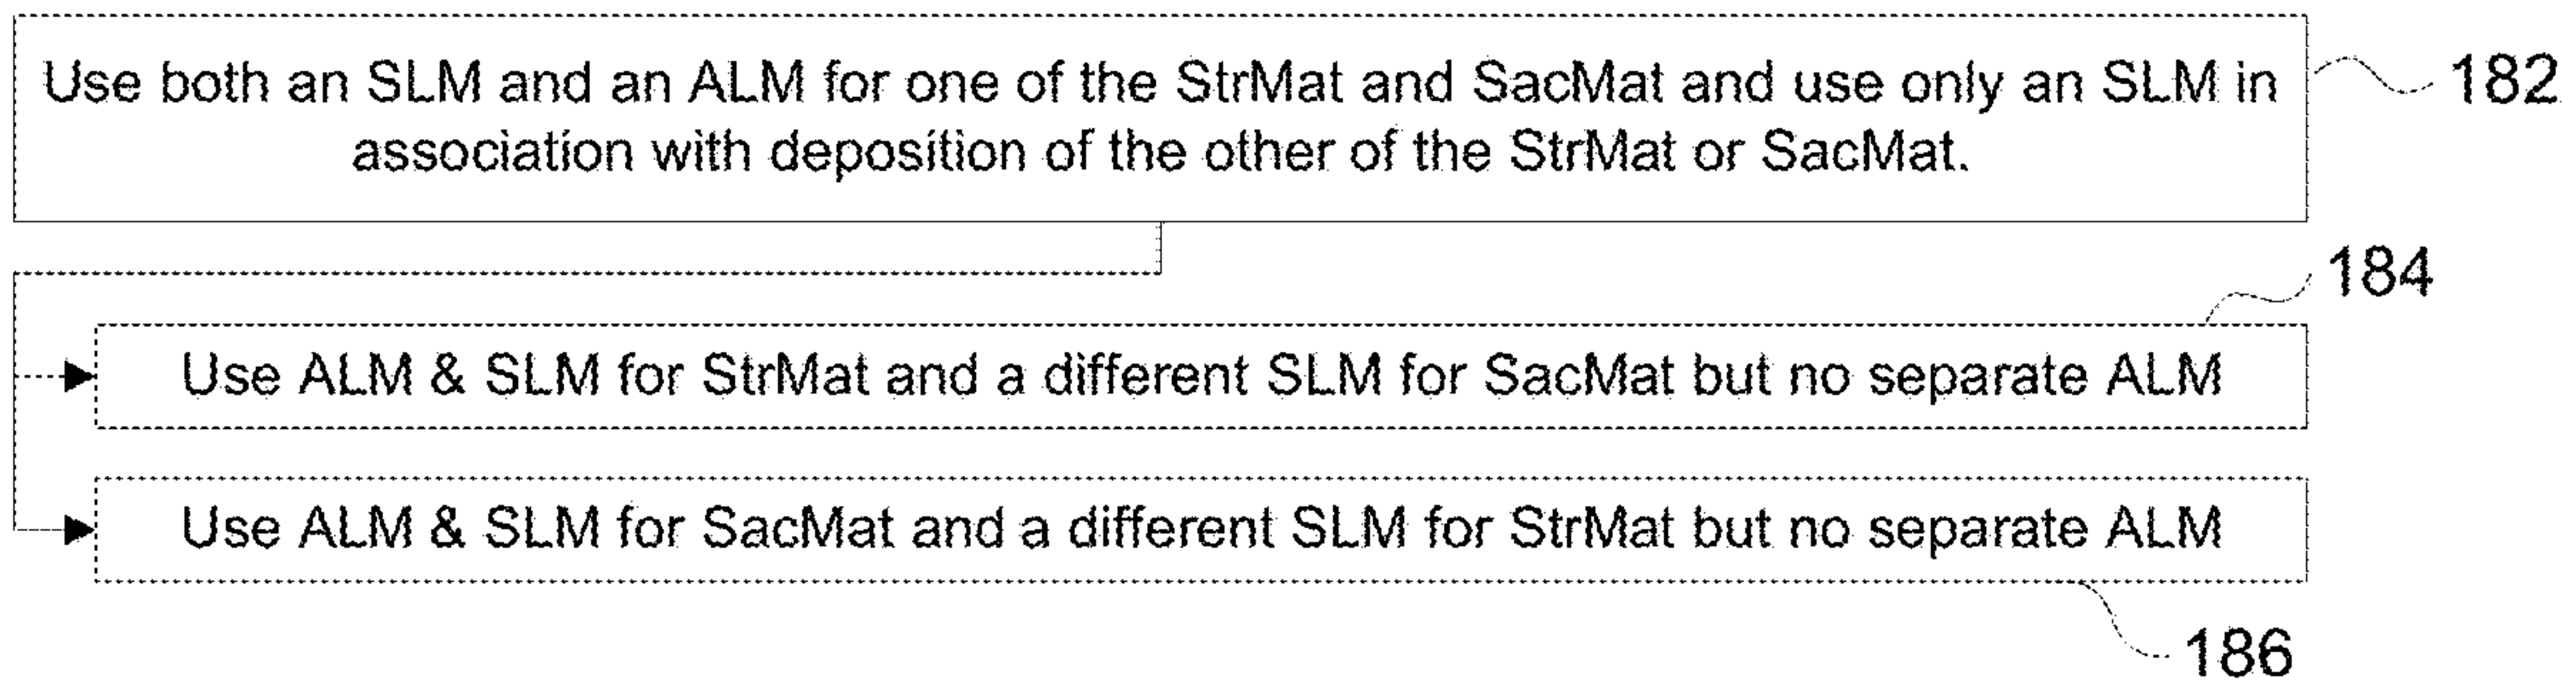 Use both an SLM and an ALM for one of the StrMat and SacMat and use only an SLM in
association with deposition of the other of the StrMat or SacMat.
182
184
Use ALM & SLM for StrMat and a different SLM for SacMat but no separate ALM
Use ALM & SLM for SacMat and a different SLM for StrMat but no separate ALM
186